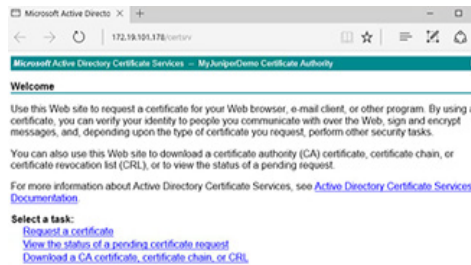 Microsoft Active Directo
172.19.101.178/certsrv
Microsoft Active Directory Certificate Services -- MyJuniperDemo Certificate Authority
Welcome
Use this Web site to request a certificate for your Web browser, e-mail client, or other program. By using a
certificate, you can verify your identity to people you communicate with over the Web, sign and encrypt
messages, and, depending upon the type of certificate you request, perform other security tasks.
You can also use this Web site to download a certificate authority (CA) certificate, certificate chain, or
certificate revocation list (CRL), or to view the status of a pending request.
For more information about Active Directory Certificate Services, see Active Directory Certificate Services
Documentation.
Select a task:
Request a certificate
View the status of a pending certificate request
Download a CA certificate, certificate chain, or CRL